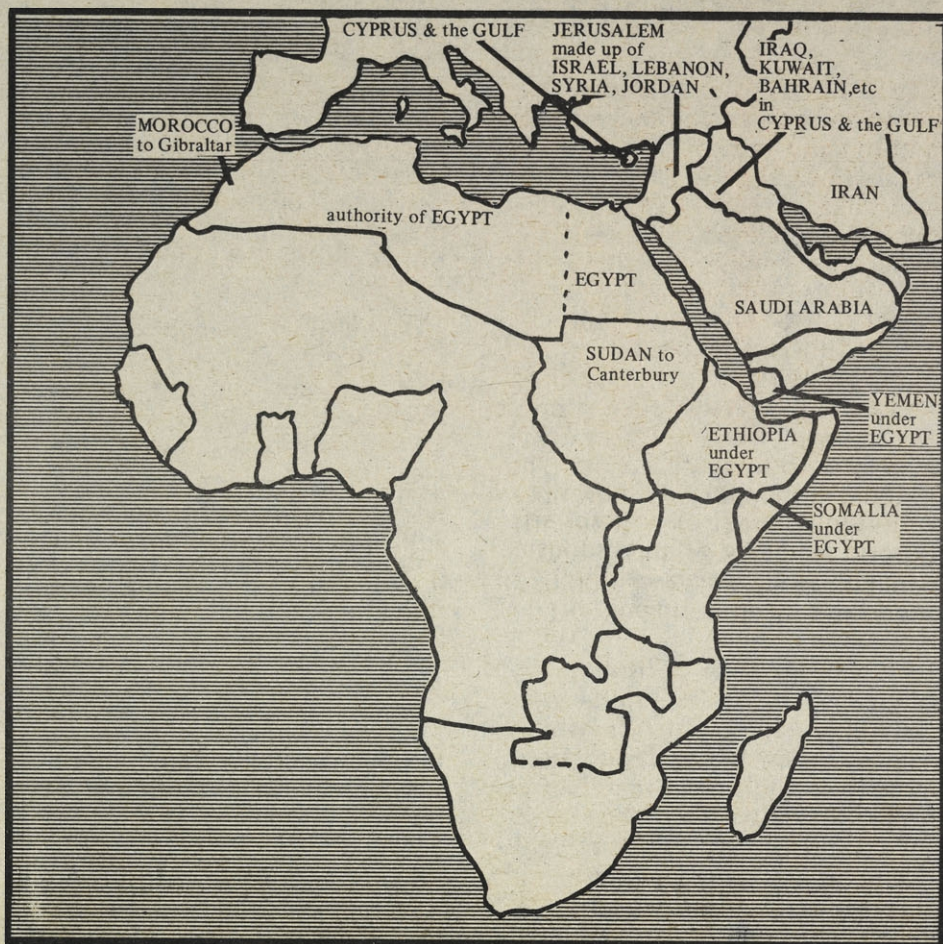 CYPRUS & the GULF
JERUSALEM
made up of
ISRAEL, LEBANON,
SYRIA, JORDAN
IRAQ,
KUWAIT,
BAHRAIN,etc
in
CYPRUS & the GULF
MOROCCO
to Gibraltar
IRAN
authority of EGYPT
EGYPT
SAUDI ARABIA
SUDAN to
Canterbury
YEMEN
under
EGYPT
ETHIOPIA
under
EGYPT
SOMALIA
under
EGYPT